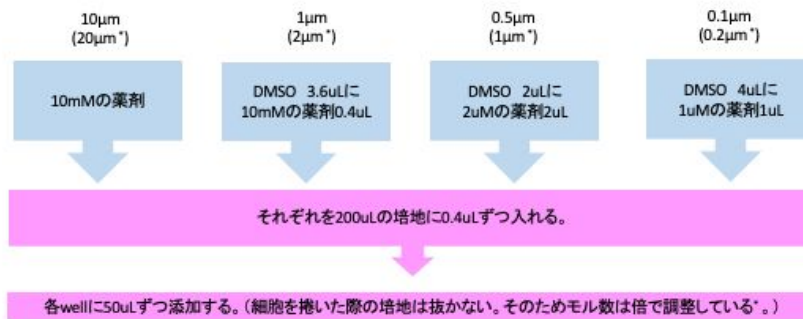 10μm
(20μm*)
1μm
(2μm*)
0.5μm
(1μm*)
0.1μm
(0.2μm*)
10mMの薬剤
DMSO 3.6uLに
10mMの薬剤0.4uL
DMSO 2uLに
2uMの薬剤2uL
DMSO 4uLに
1uMの薬剤1uL
それぞれを200uLの培地に0.4uLずつ入れる。
各wellに50uLずつ添加する。（細胞を捲いた際の培地は抜かない。そのためモル数は倍で調整している*。）